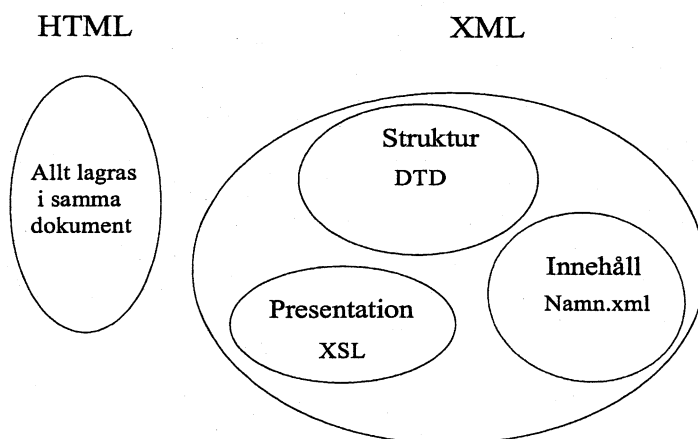 HTML
XML
Allt lagras
i samma
dokument
Struktur
DTD
Innehåll
Namn.xml
Presentation
XSL